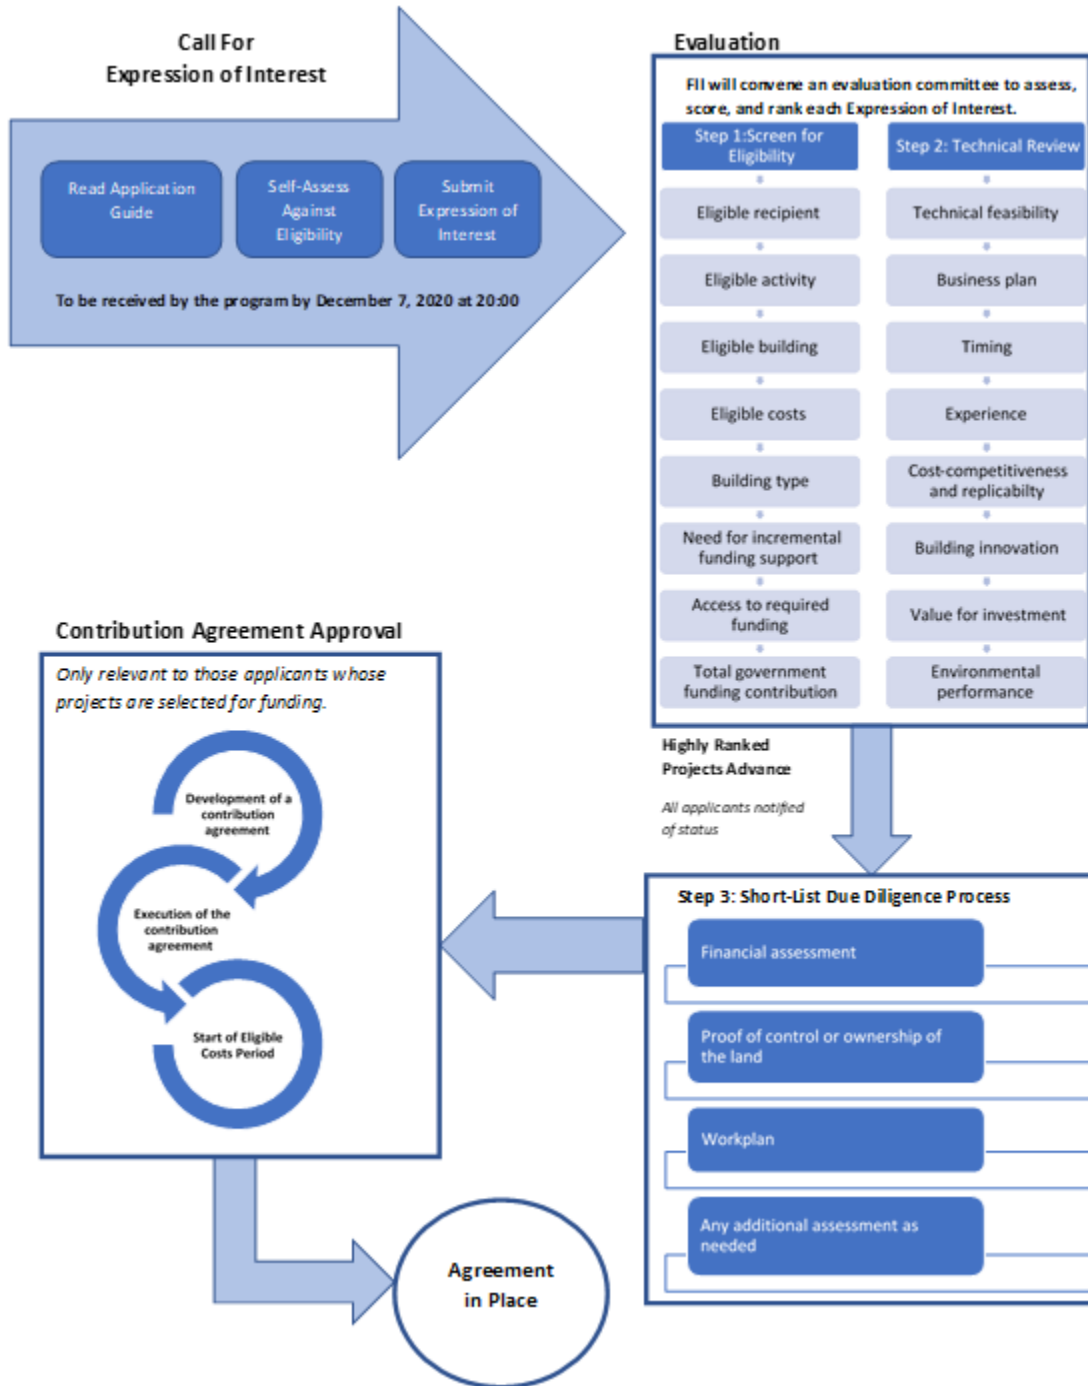 Call For
Expression of Interest
Read Application
Guide
Self-Assess
Against
Eligibility
Submit
Expression of
Interest
To be received by the program by December 7, 2020 at 20:00
Evaluation
FII will convene an evaluation committee to assess,
score, and rank each Expression of Interest.
Step 1:Screen for
Eligibility
Eligible recipient
Eligible activity
Eligible building
Eligible costs
Building type
Need for incremental
funding support
Access to required
funding
Total government
funding contribution
Step 2: Technical Review
Technical feasibility
Business plan
Timing
Experience
Cost-competitiveness
and replicabilty
Building innovation
Value for investment
Environmental
performance
Highly Ranked
Projects Advance
All applicants notified
of status
Step 3: Short-List Due Diligence Process
Financial assessment
Proof of control or ownership of
the land
Workplan
Any additional assessment as
needed
Contribution Agreement Approval
Only relevant to those applicants whose
projects are selected for funding.
Development of a
contribution
agreement
Execution of the
contribution
agreement
Start of Eligible
Costs Period
Agreement
in Place